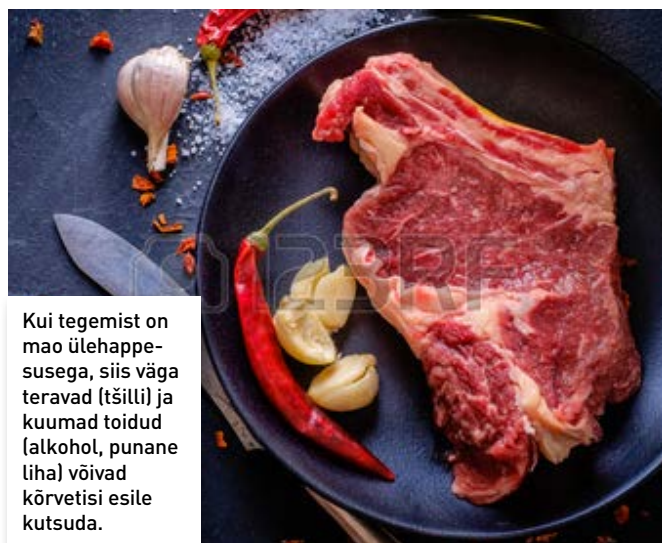 123RF
Kui tegemist on
mao ülehappe-
susega, siis väga
teravad (tšilli) ja
kuumad toidud
(alkohol, punane
liha) võivad
kõrvetisi esile
kutsuda.